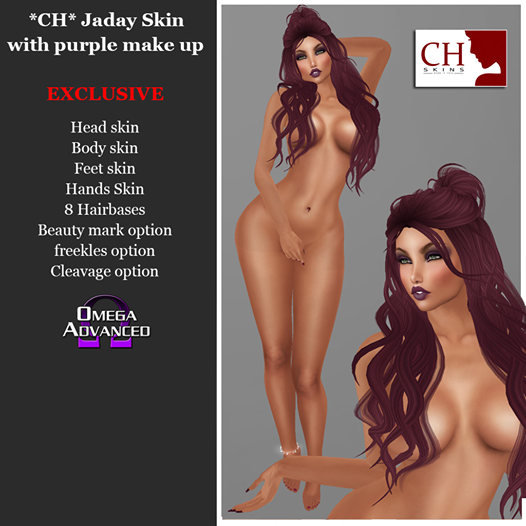 *CH* Jaday Skin
with purple make up
EXCLUSIVE
Head skin
Body skin
Feet skin
Hands Skin
8 Hairbases
Beauty mark option
freekles option
Cleavage option
Omega
Advanced
CH
SKINS